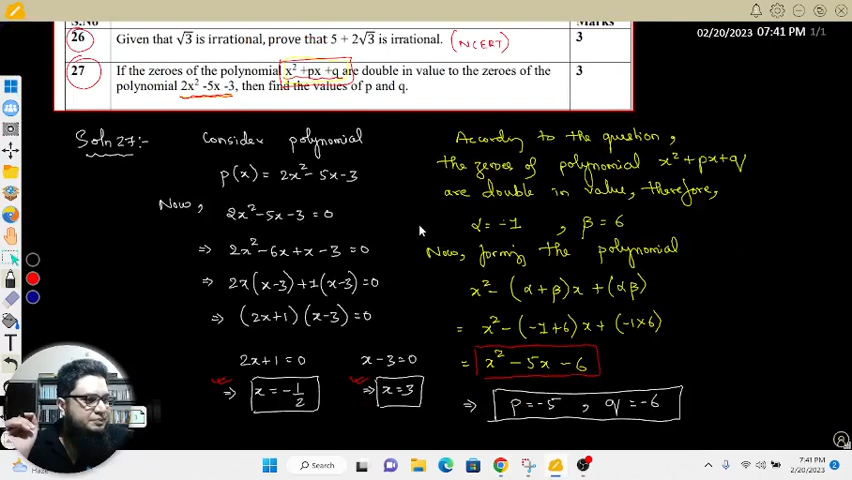 S.No Marks
02/20/2023 07:41 PM 1/1
26 Given that √3 is irrational, prove that 5 + 2√3 is irrational. (NCERT) 3
27 If the zeroes of the polynomial x² +px +q are double in value to the zeroes of the 3
polynomial 2x² -5x -3, then find the values of p and q.
Soln 27:- Consider polynomial
p(x) = 2x² - 5x - 3
Now,
2x² - 5x - 3 = 0
⇒ 2x² - 6x + x - 3 = 0
⇒ 2x(x-3) + 1(x-3) = 0
⇒ (2x+1)(x-3) = 0
2x+1 = 0 x-3 = 0
⇒ x = -1/2 ⇒ x = 3
According to the question,
the zeroes of polynomial x² + px + q
are double in value, therefore,
α = -1 , β = 6
Now, forming the polynomial
x² - (α + β)x + (αβ)
= x² - (-1+6)x + (-1×6)
= x² - 5x - 6
⇒ p = -5 , q = -6
Haze
Search
7:41 PM
2/20/2023